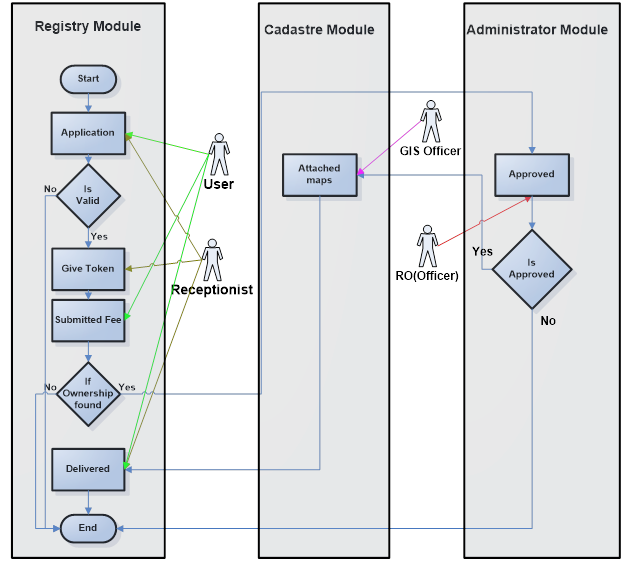 Registry Module
Cadastre Module
Administrator Module
Start
Application
No
Is
Valid
Yes
Give Token
Submitted Fee
No
If
Ownership
found
Yes
Delivered
End
User
Receptionist
Attached
maps
GIS Officer
RO(Officer)
Approved
Yes
Is
Approved
No